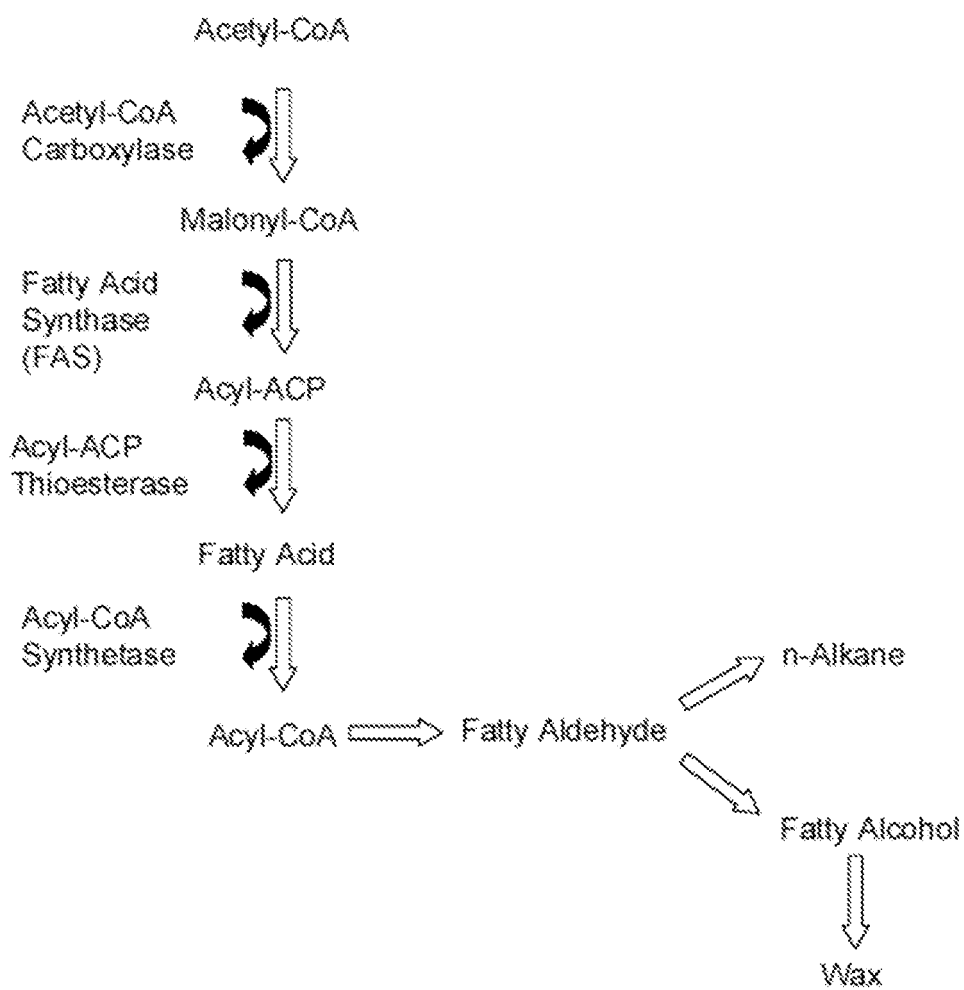 Acetyl-CoA
Acetyl-CoA
Carboxylase
Malonyl-CoA
Fatty Acid
Synthase
(FAS)
Acyl-ACP
Acyl-ACP
Thioesterase
Fatty Acid
Acyl-CoA
Synthetase
n-Alkane
Acyl-CoA
Fatty Aldehyde
Fatty Alcohol
Wax